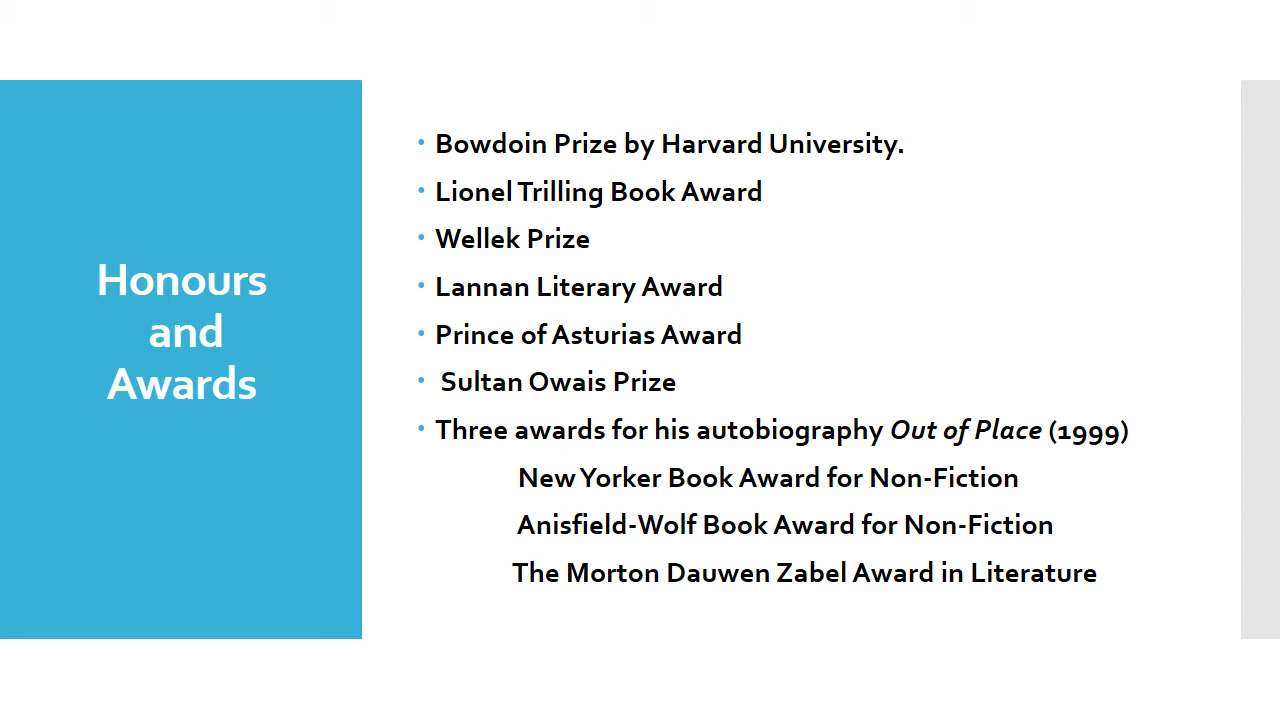 Honours
and
Awards
• Bowdoin Prize by Harvard University.
• Lionel Trilling Book Award
• Wellek Prize
• Lannan Literary Award
• Prince of Asturias Award
• Sultan Owais Prize
• Three awards for his autobiography Out of Place (1999)
New Yorker Book Award for Non-Fiction
Anisfield-Wolf Book Award for Non-Fiction
The Morton Dauwen Zabel Award in Literature